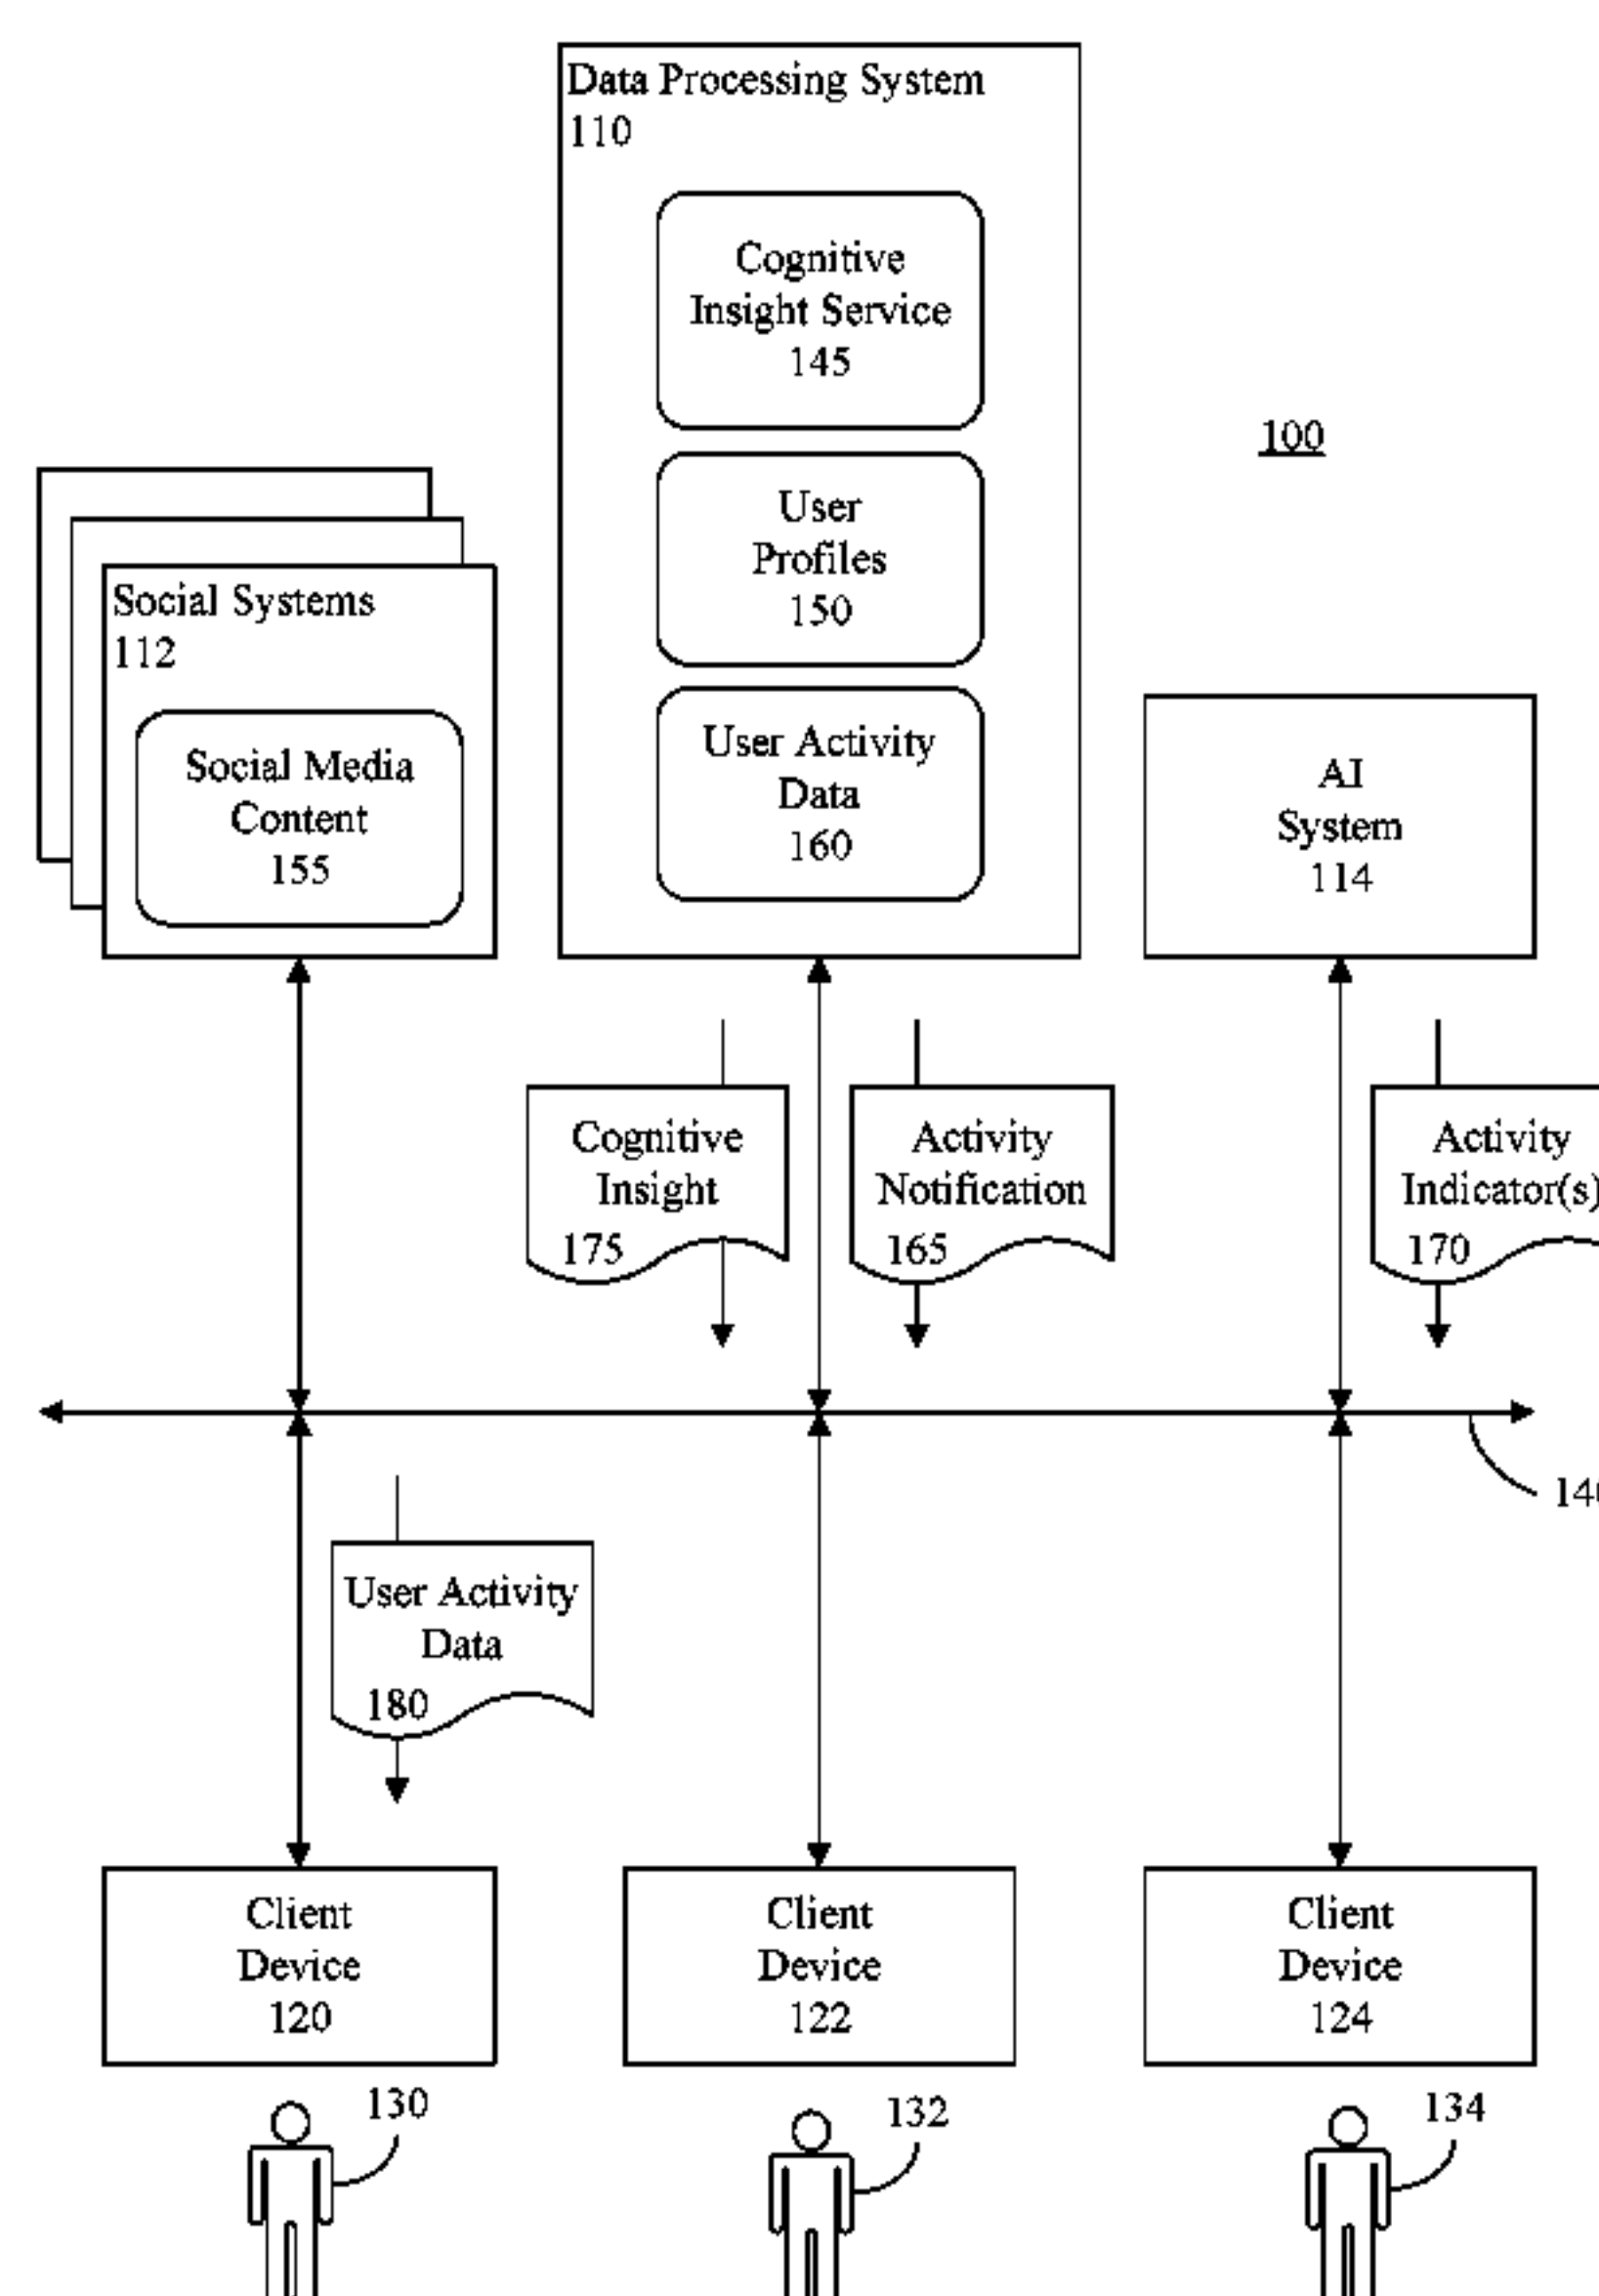 Data Processing System
110
Cognitive
Insight Service
145
100
User
Profiles
150
Social Systems
112
Social Media
Content
155
User Activity
Data
160
AI
System
114
Cognitive
Insight
175
Activity
Notification
165
Activity
Indicator(s)
170
User Activity
Data
180
Client
Device
120
Client
Device
122
Client
Device
124
130
132
134